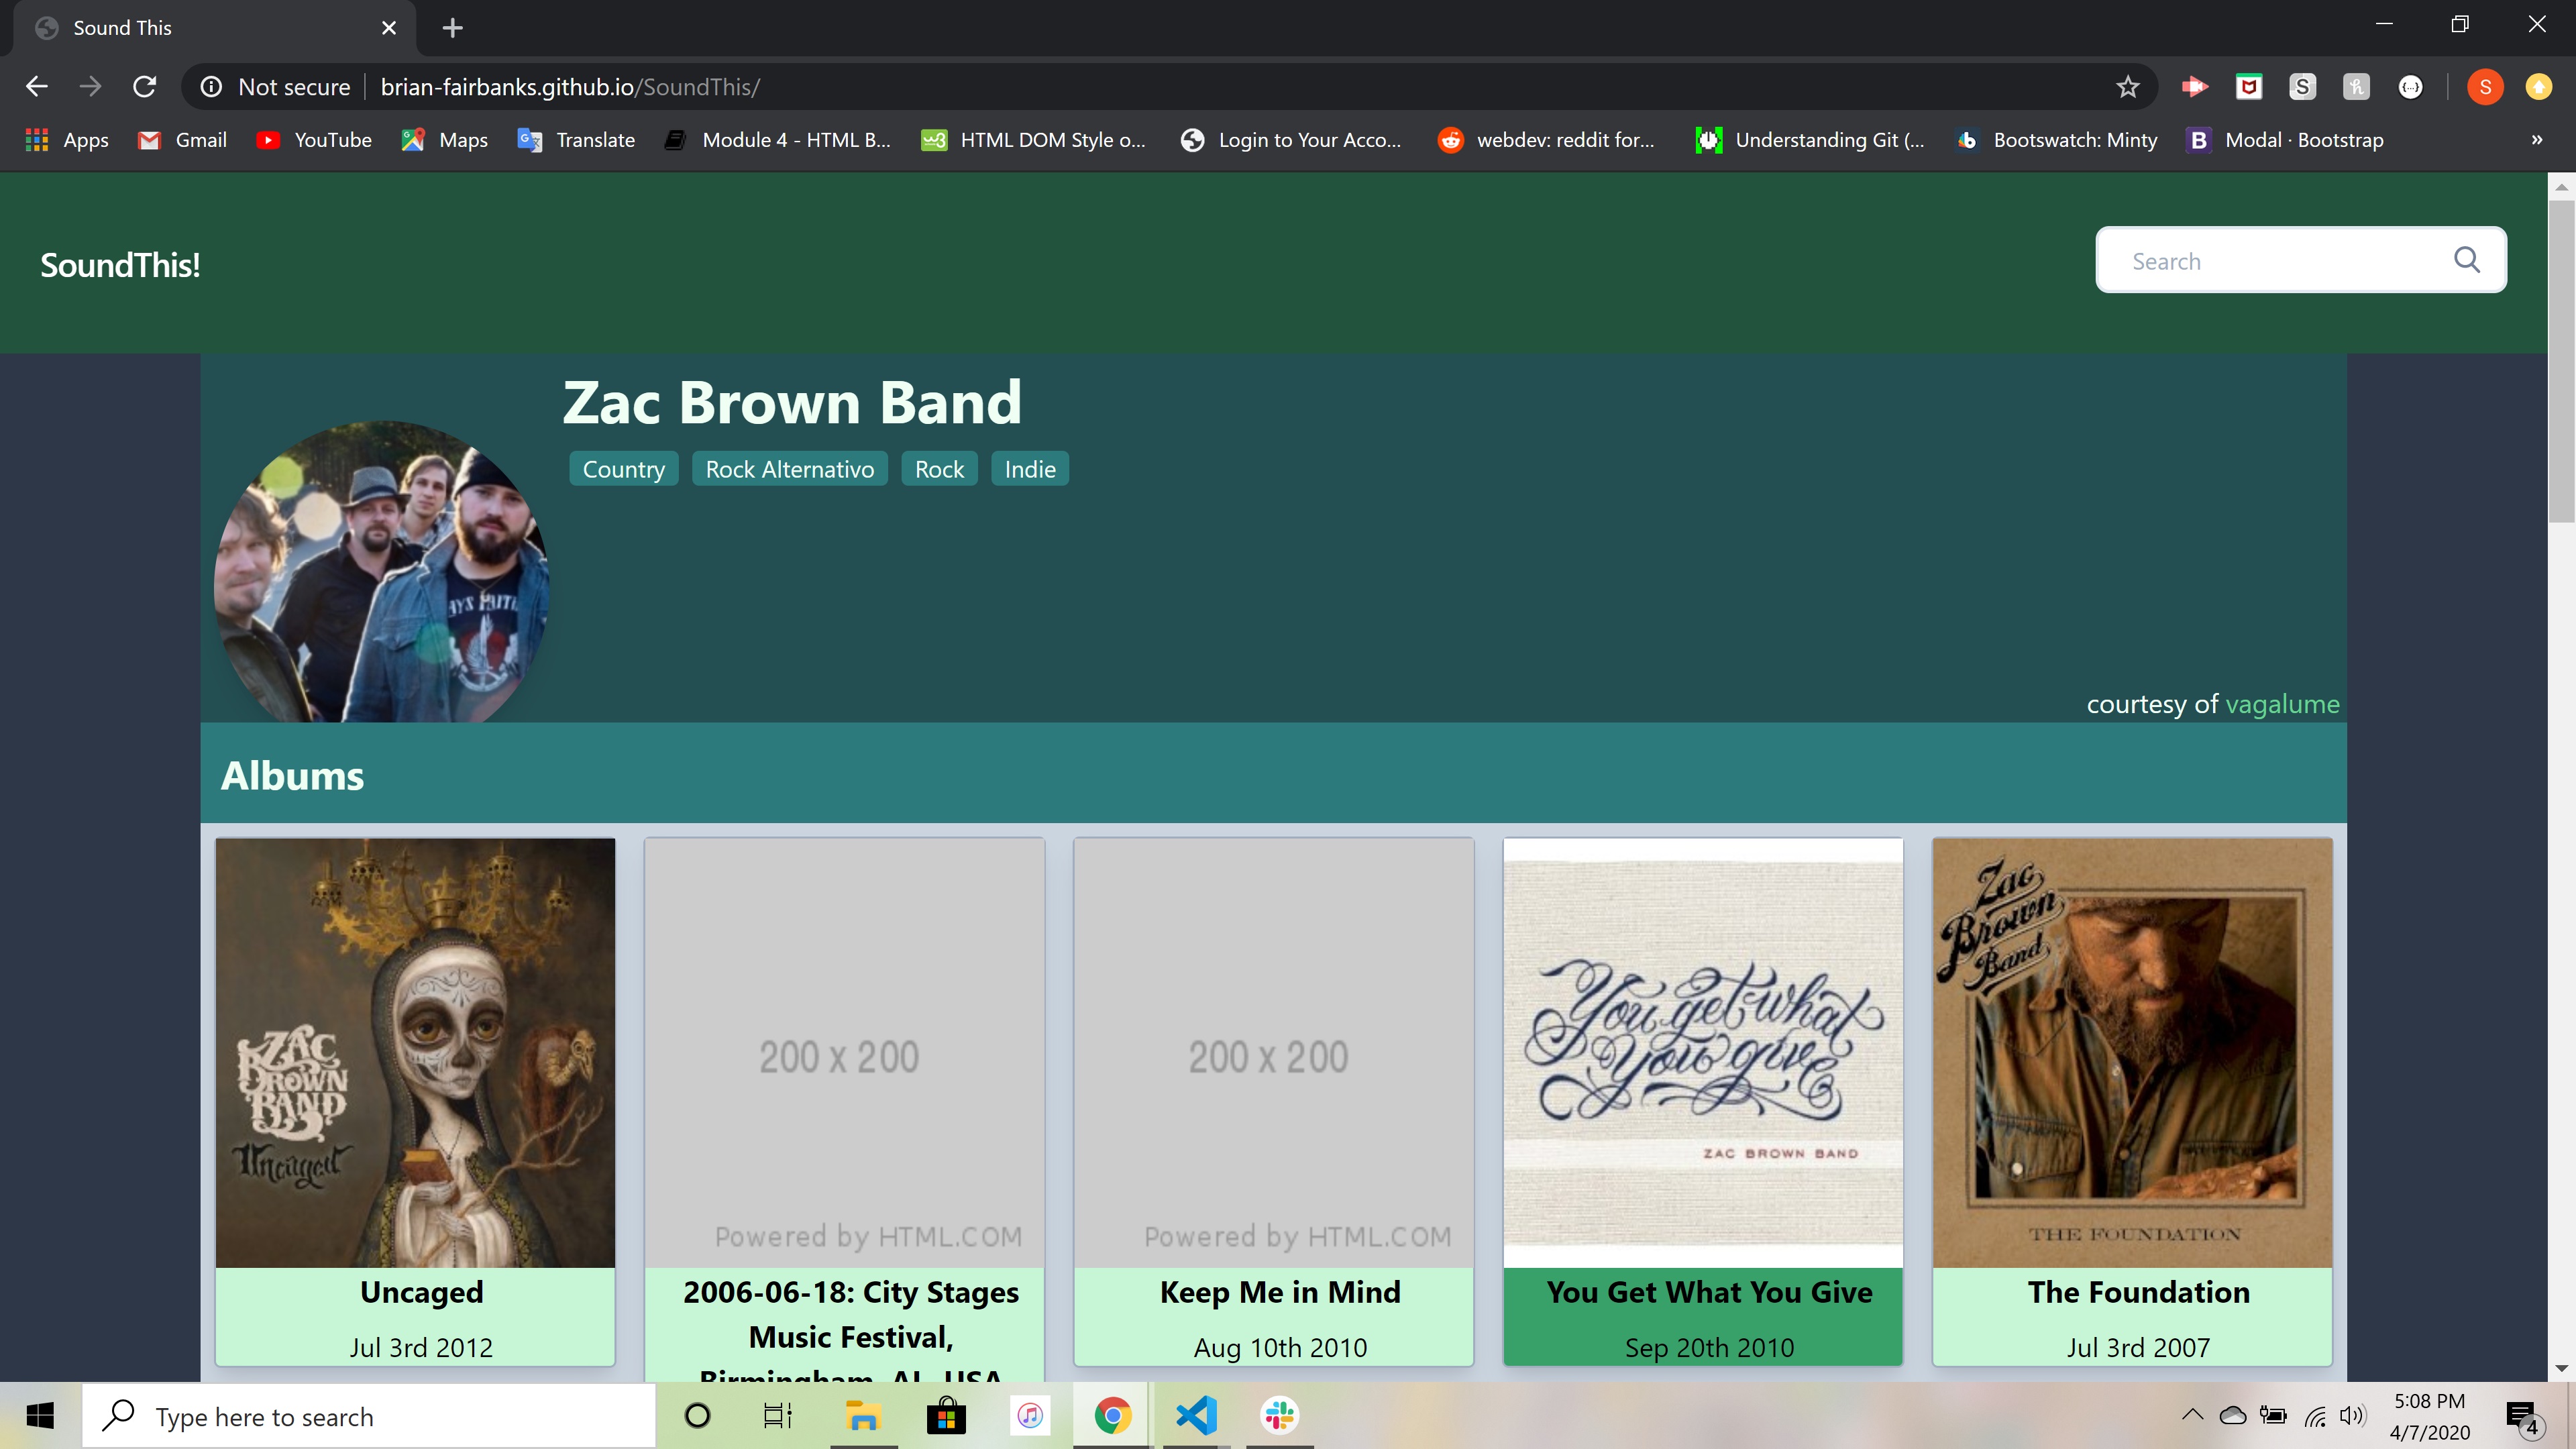 Sound This
Not secure brian-fairbanks.github.io/SoundThis/
S
Apps Gmail YouTube Maps Translate Module 4 - HTML B... HTML DOM Style o... Login to Your Acco... webdev: reddit for... Understanding Git (... Bootswatch: Minty Modal · Bootstrap »
SoundThis!
Search
Zac Brown Band
Country Rock Alternativo Rock Indie
courtesy of vagalume
Albums
ZAC
BROWN
BAND
Uncaged
200 x 200
Powered by HTML.COM
200 x 200
Powered by HTML.COM
You get what
you give
ZAC BROWN BAND
Zac
Brown
Band
THE FOUNDATION
Uncaged
Jul 3rd 2012
2006-06-18: City Stages
Music Festival,
Birmingham, AL, USA
Keep Me in Mind
Aug 10th 2010
You Get What You Give
Sep 20th 2010
The Foundation
Jul 3rd 2007
Type here to search
5:08 PM
4/7/2020
4